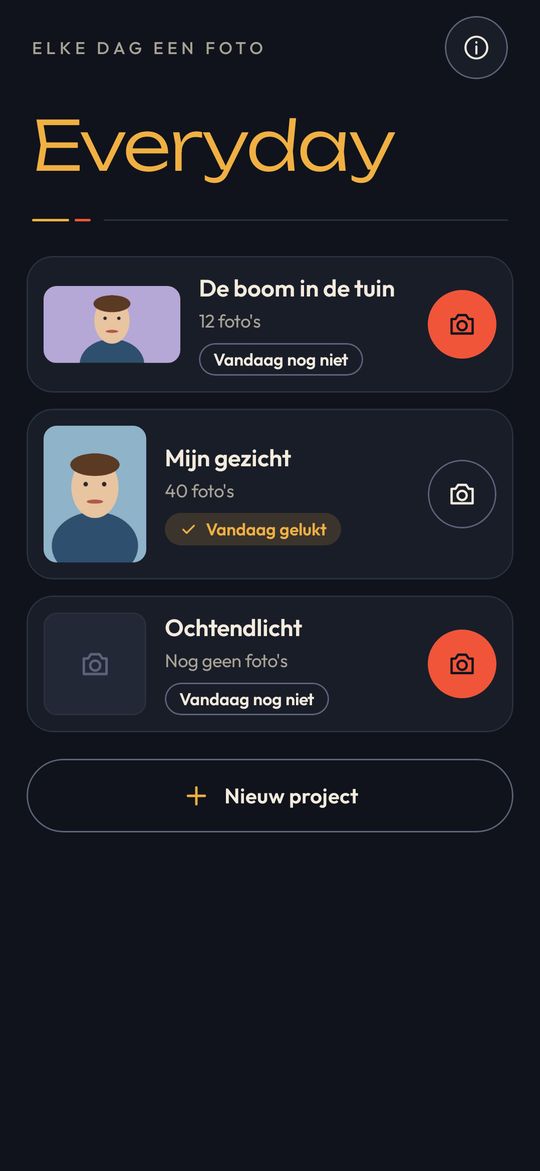 ELKE DAG EEN FOTO
Everyday
De boom in de tuin
12 foto's
Vandaag nog niet
Mijn gezicht
40 foto's
Vandaag gelukt
Ochtendlicht
Nog geen foto's
Vandaag nog niet
Nieuw project